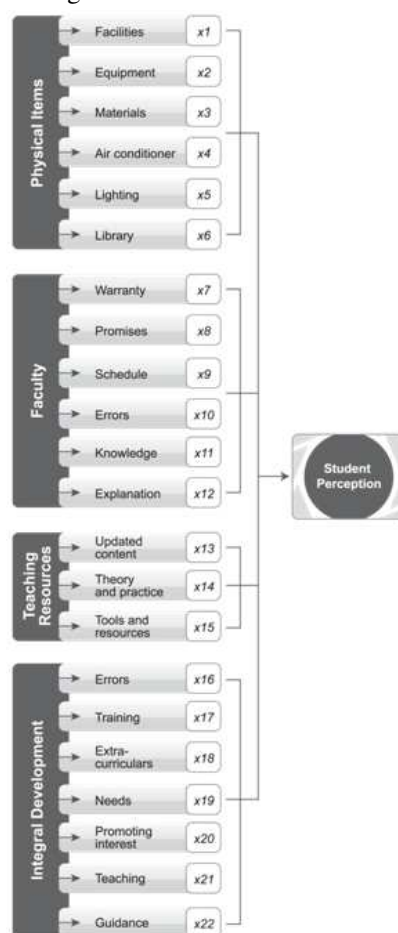 Physical Items
Facilities x1
Equipment x2
Materials x3
Air conditioner x4
Lighting x5
Library x6
Faculty
Warranty x7
Promises x8
Schedule x9
Errors x10
Knowledge x11
Explanation x12
Student
Perception
Teaching
Resources
Updated
content x13
Theory
and practice x14
Tools and
resources x15
Integral Development
Errors x16
Training x17
Extra-
curriculars x18
Needs x19
Promoting
interest x20
Teaching x21
Guidance x22